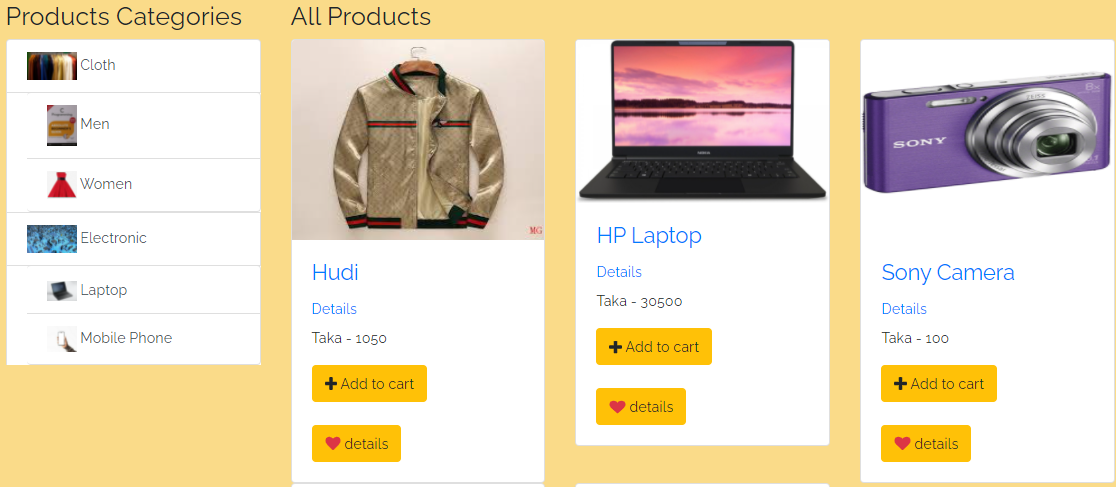 Products Categories
Cloth
Men
Women
Electronic
Laptop
Mobile Phone
All Products
MG
Hudi
Details
Taka - 1050
Add to cart
details
HP Laptop
Details
Taka - 30500
Add to cart
details
SONY
ZEISS
8x
Sony Camera
Details
Taka - 100
Add to cart
details